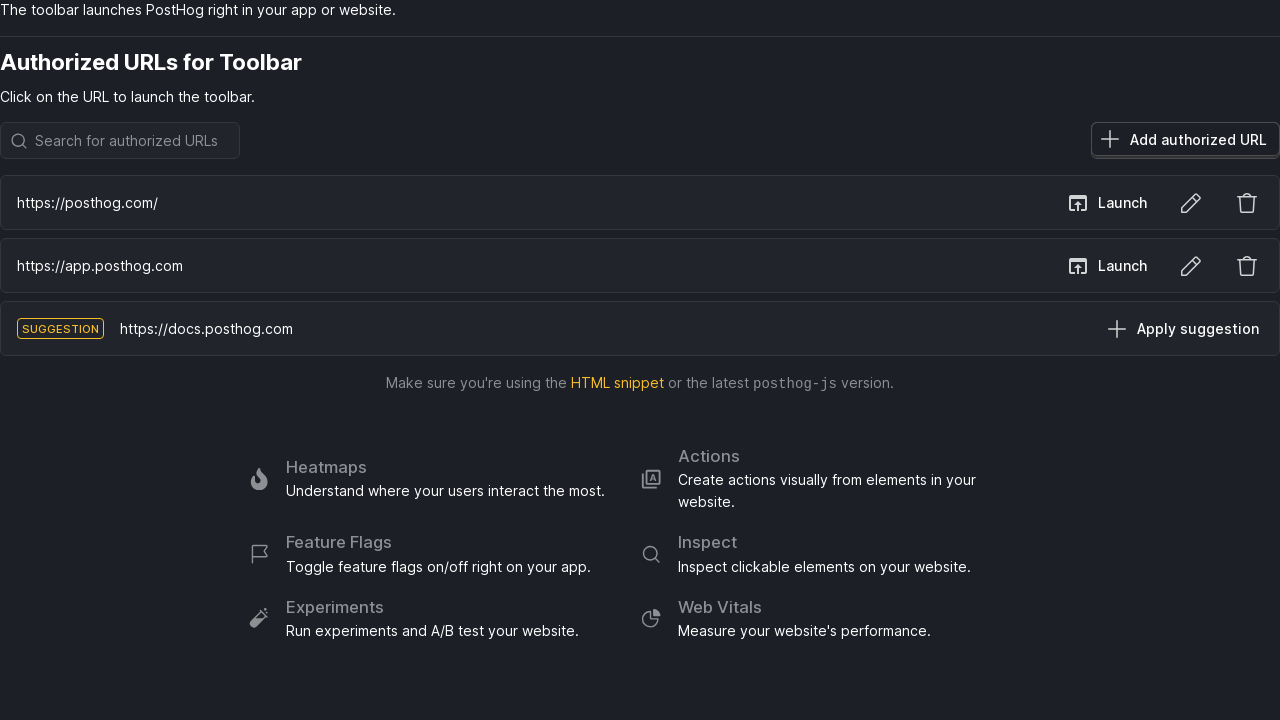 The toolbar launches PostHog right in your app or website.
Authorized URLs for Toolbar
Click on the URL to launch the toolbar.
Search for authorized URLs
Add authorized URL
https://posthog.com/
Launch
https://app.posthog.com
Launch
SUGGESTION
https://docs.posthog.com
Apply suggestion
Make sure you're using the HTML snippet or the latest posthog-js version.
Heatmaps
Understand where your users interact the most.
Actions
Create actions visually from elements in your
website.
Feature Flags
Toggle feature flags on/off right on your app.
Inspect
Inspect clickable elements on your website.
Experiments
Run experiments and A/B test your website.
Web Vitals
Measure your website's performance.